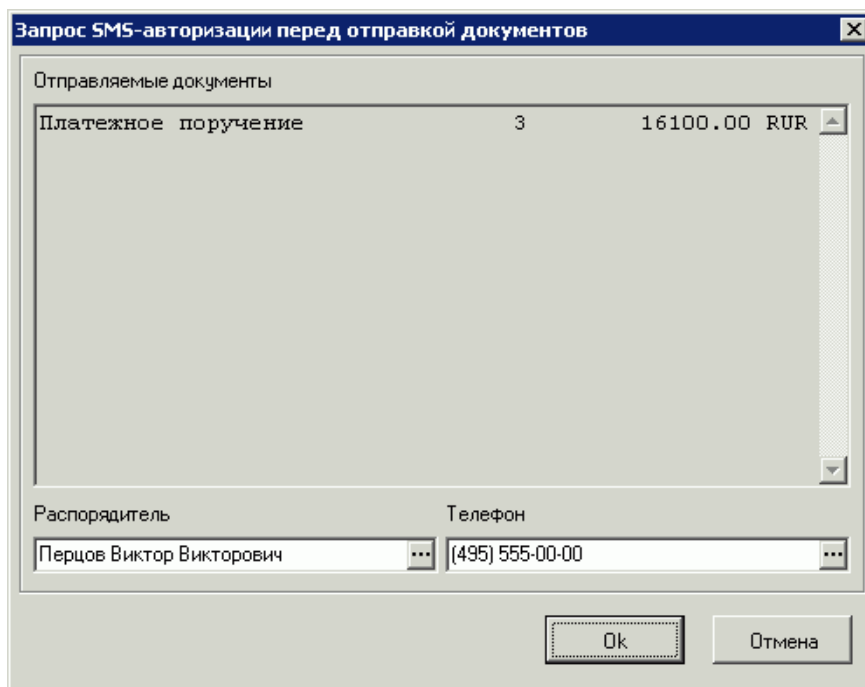 Запрос SMS-авторизации перед отправкой документов
Отправляемые документы
Платежное поручение 3 16100.00 RUR
Распорядитель Телефон
Перцов Виктор Викторович ... (495) 555-00-00 ...
Ok Отмена